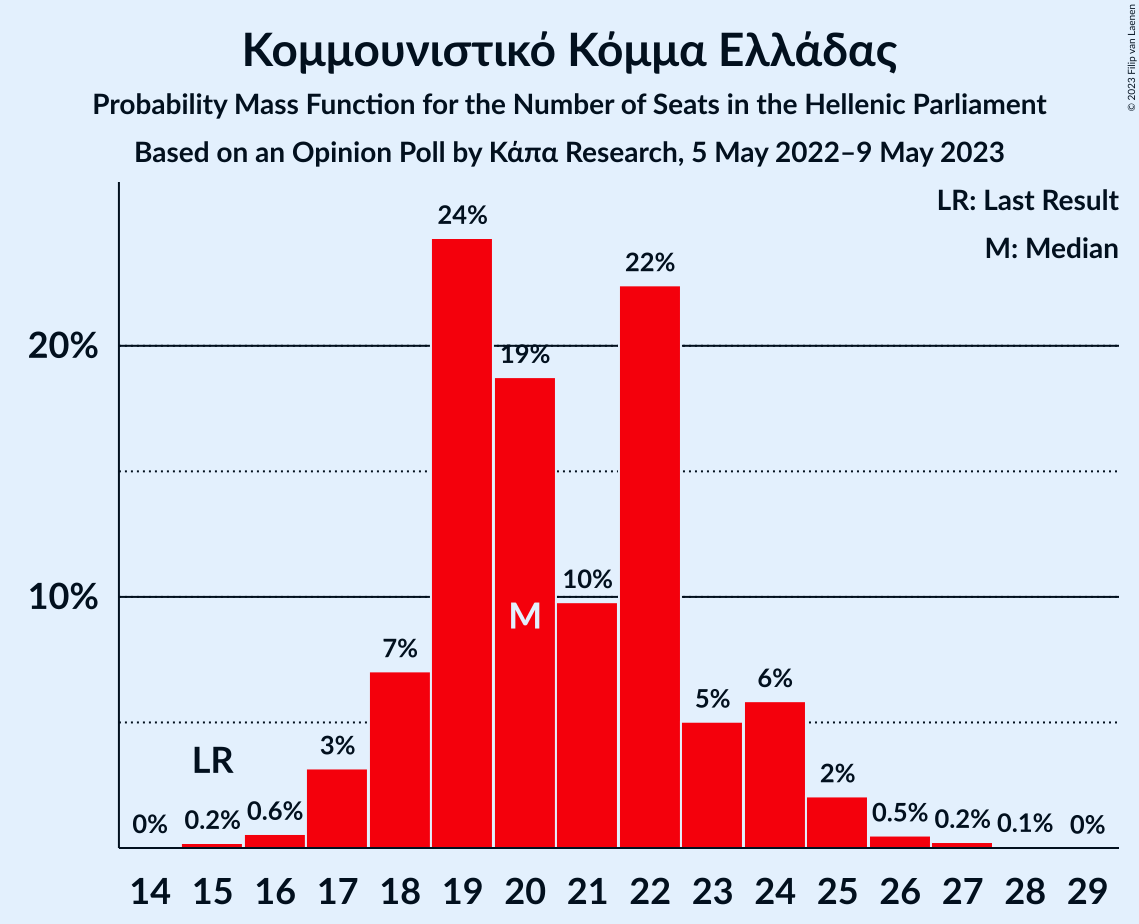 Κομμουνιστικό Κόμμα Ελλάδας
Probability Mass Function for the Number of Seats in the Hellenic Parliament
Based on an Opinion Poll by Κάπα Research, 5 May 2022–9 May 2023
© 2023 Filip van Laenen
LR: Last Result
M: Median
20%
10%
0%
0.2%
0.6%
3%
7%
24%
19%
10%
22%
5%
6%
2%
0.5%
0.2%
0.1%
0%
LR
M
14 15 16 17 18 19 20 21 22 23 24 25 26 27 28 29